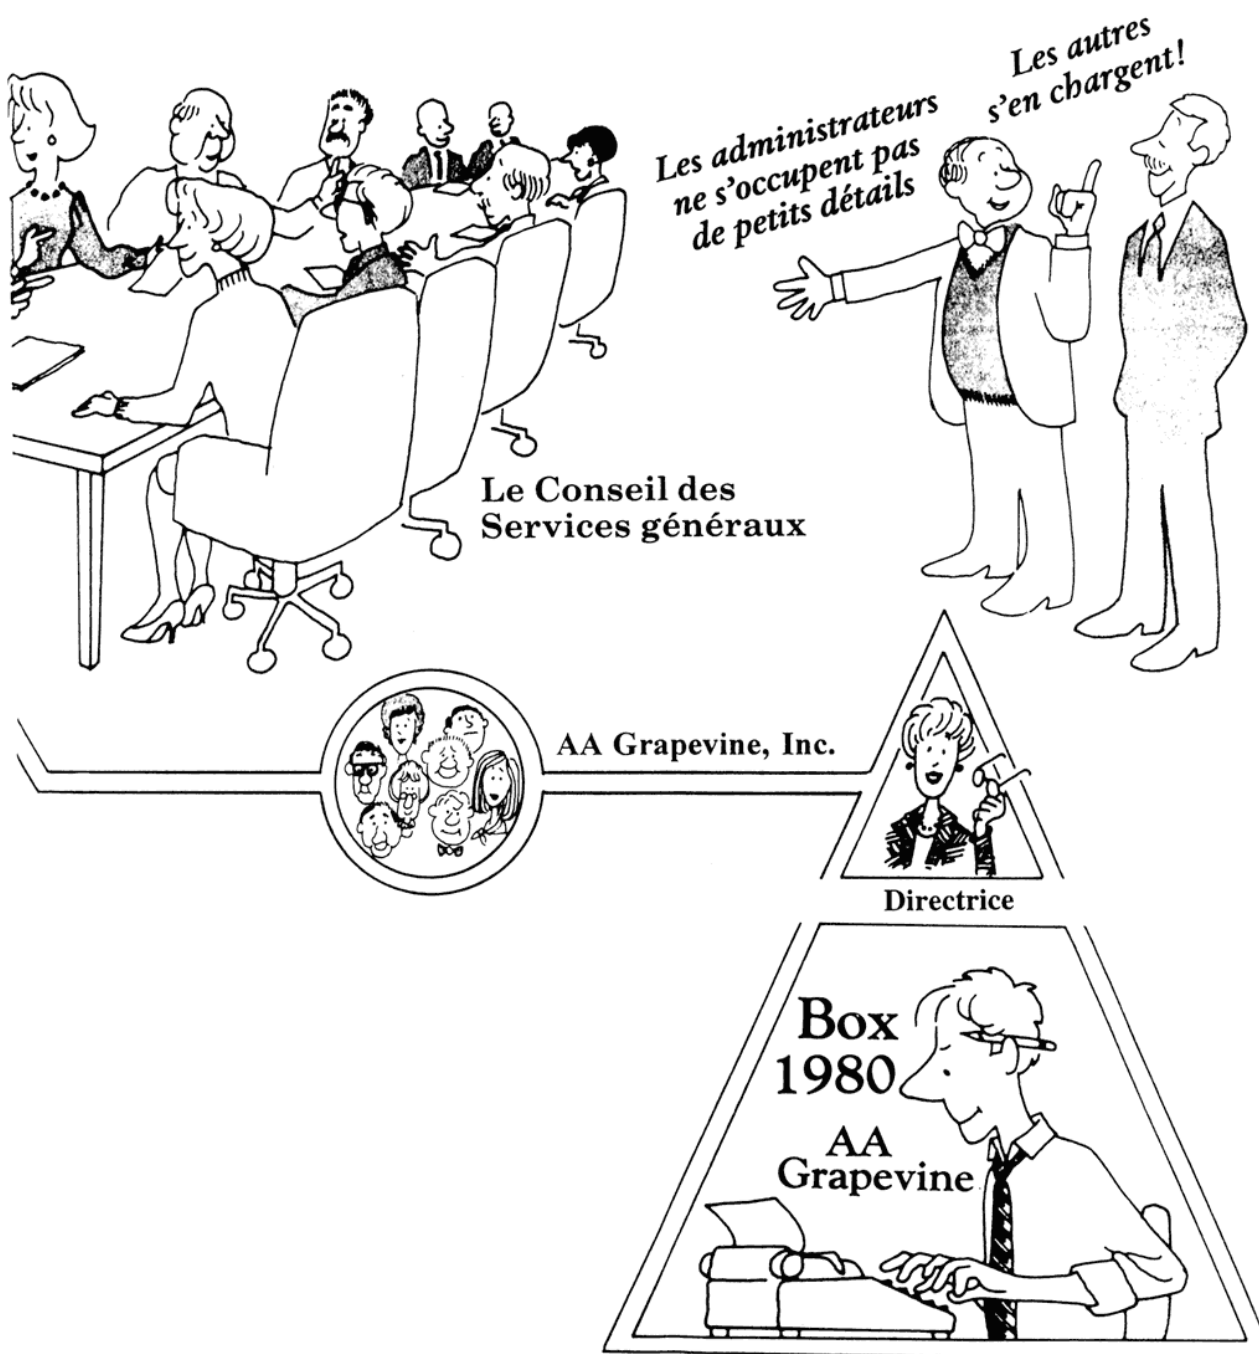 Les administrateurs
ne s'occupent pas
de petits détails
Les autres
s'en chargent!
Le Conseil des
Services généraux
AA Grapevine, Inc.
Directrice
Box
1980
AA
Grapevine